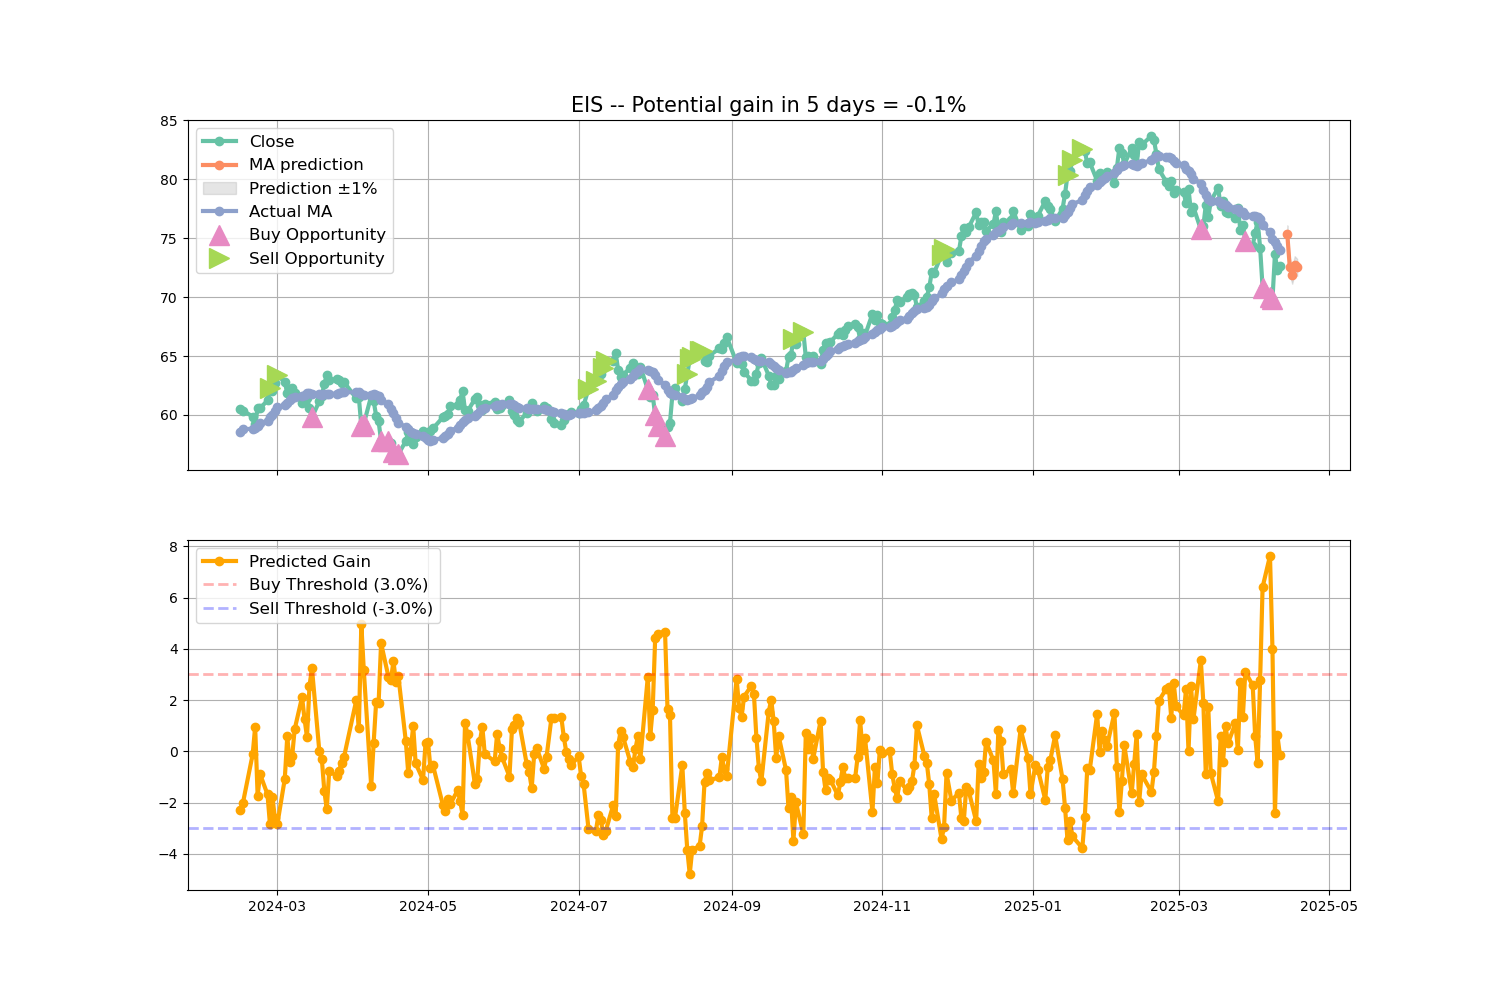 EIS -- Potential gain in 5 days = -0.1%
85
80
75
70
65
60
Close
MA prediction
Prediction ±1%
Actual MA
Buy Opportunity
Sell Opportunity
8
6
4
2
0
−2
−4
Predicted Gain
Buy Threshold (3.0%)
Sell Threshold (-3.0%)
2024-03
2024-05
2024-07
2024-09
2024-11
2025-01
2025-03
2025-05